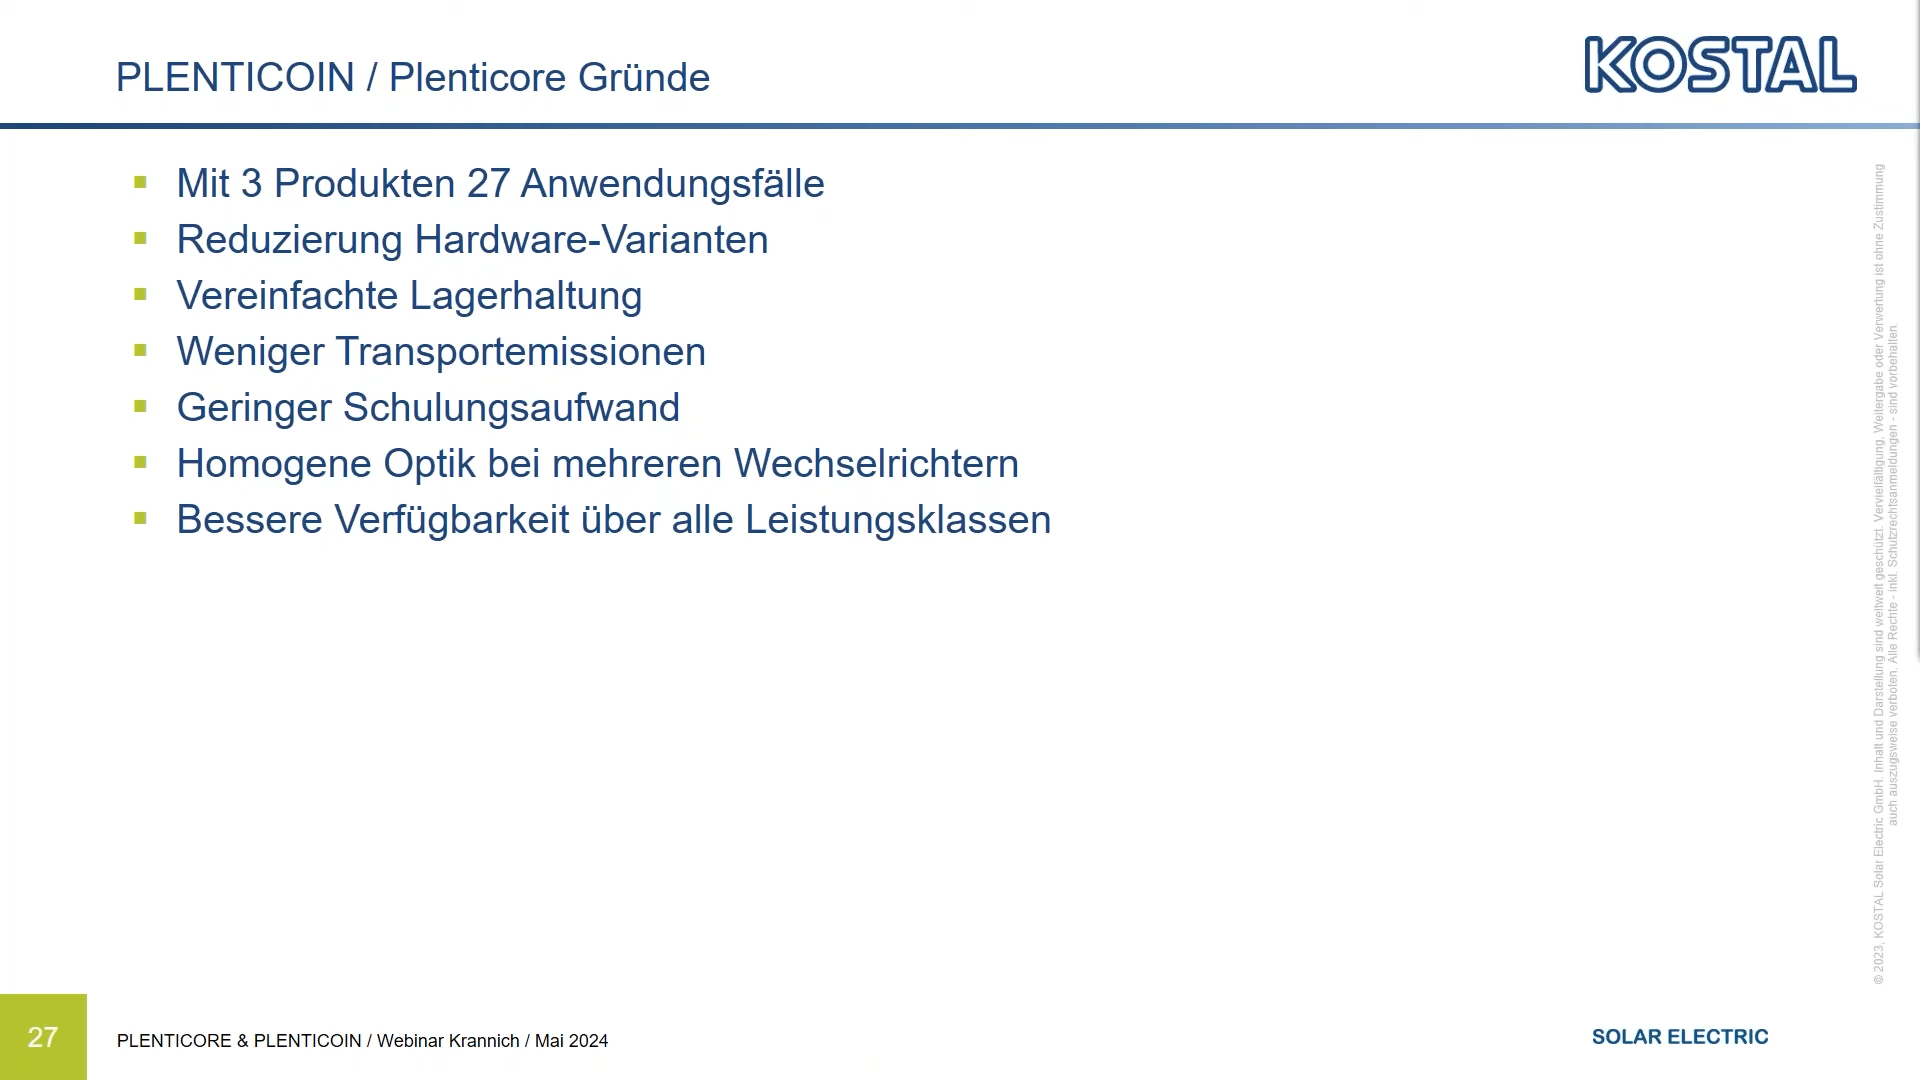 PLENTICOIN / Plenticore Gründe
KOSTAL
Mit 3 Produkten 27 Anwendungsfälle
Reduzierung Hardware-Varianten
Vereinfachte Lagerhaltung
Weniger Transportemissionen
Geringer Schulungsaufwand
Homogene Optik bei mehreren Wechselrichtern
Bessere Verfügbarkeit über alle Leistungsklassen
© 2023, KOSTAL Solar Electric GmbH. Inhalt und Darstellung sind weltweit geschützt. Vervielfältigung, Weitergabe oder Verwertung ist ohne Zustimmung
auch auszugsweise verboten. Alle Rechte - inkl. Schutzrechtsanmeldungen - sind vorbehalten.
27
PLENTICORE & PLENTICOIN / Webinar Krannich / Mai 2024
SOLAR ELECTRIC